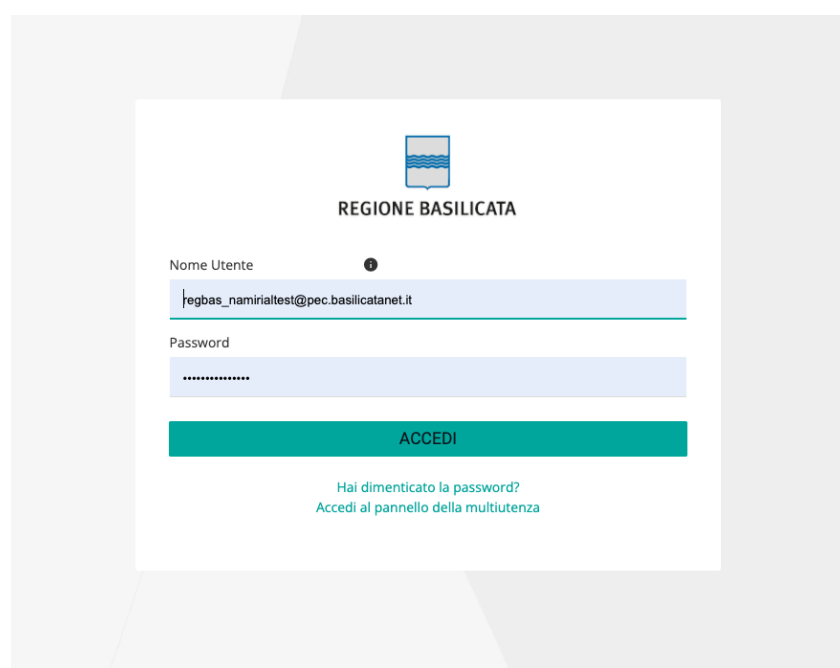 REGIONE BASILICATA
Nome Utente
regbas_namirialtest@pec.basilicatanet.it
Password
•••••••••••••••
ACCEDI
Hai dimenticato la password?
Accedi al pannello della multiutenza